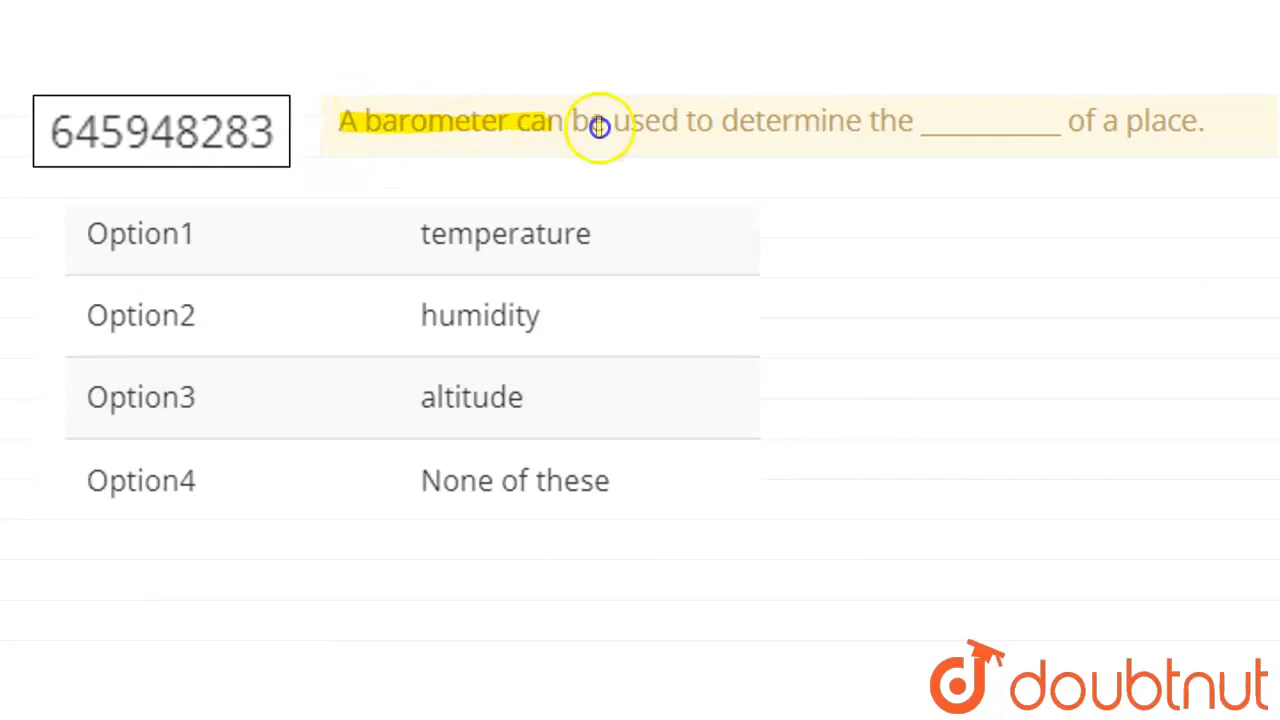 645948283
A barometer can be used to determine the __________ of a place.
Option1 temperature
Option2 humidity
Option3 altitude
Option4 None of these
doubtnut